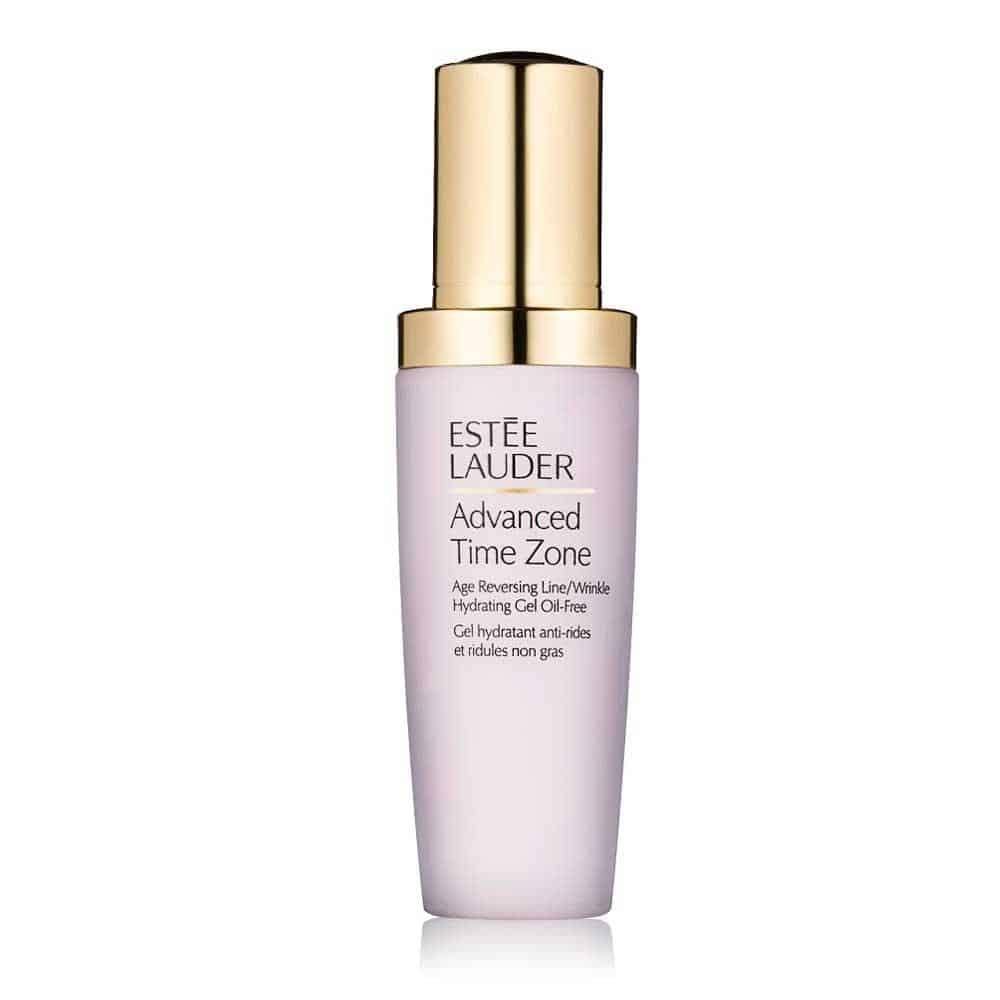 ESTĒE
LAUDER
Advanced
Time Zone
Age Reversing Line/Wrinkle
Hydrating Gel Oil-Free
Gel hydratant anti-rides
et ridules non gras